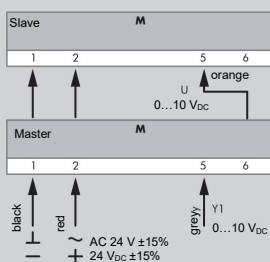 Slave M
1 2 5 6
orange
U
0...10 VDC
Master M
1 2 5 6
black
red
grey
Y1
0...10 VDC
⊥ ~ AC 24 V ±15%
− + 24 VDC ±15%